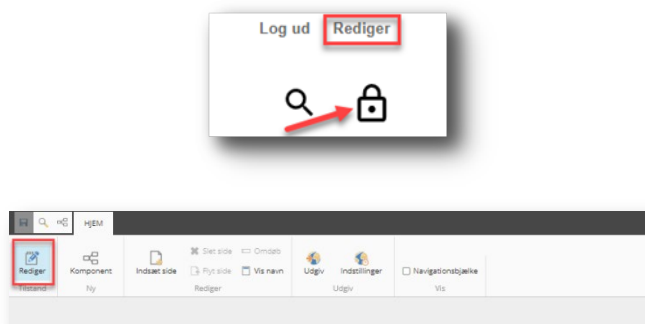 Log ud Rediger
HJEM
Rediger
Komponent
Indsæt side
Slet side
Omdøb
Flyt side
Vis navn
Udgiv
Indstillinger
Navigationsbjælke
Tilstand
Ny
Rediger
Udgiv
Vis